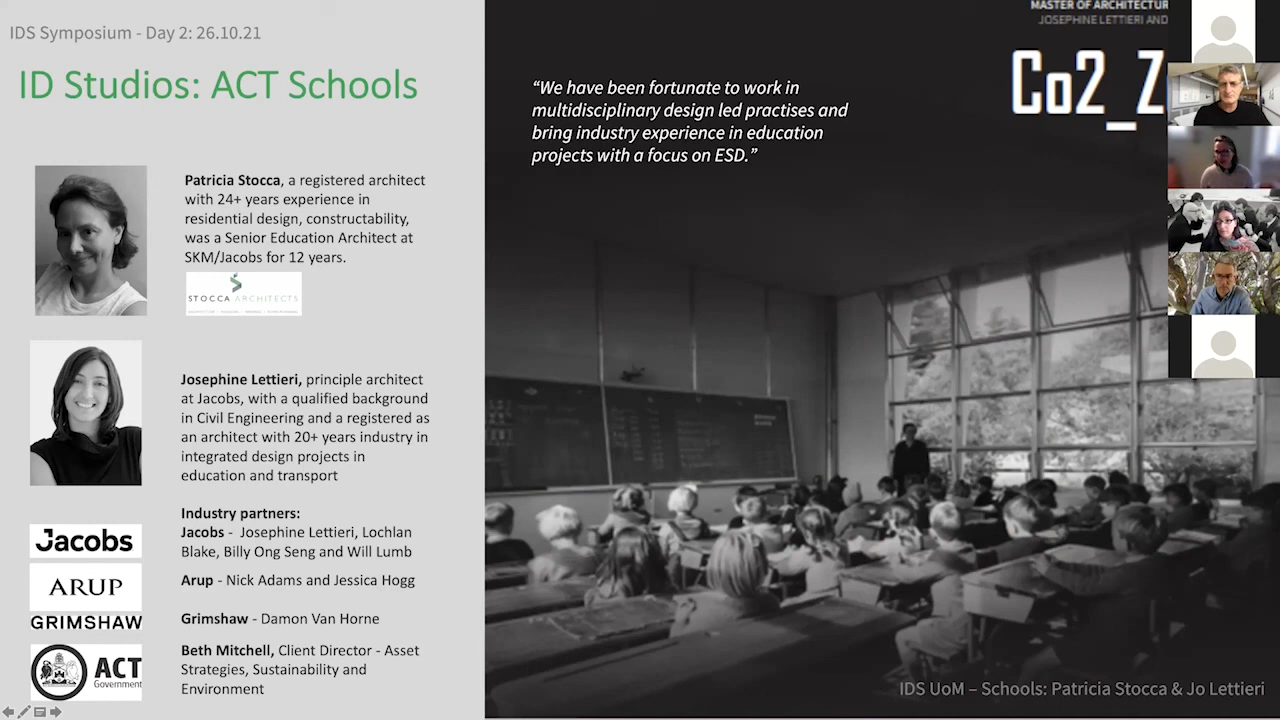 IDS Symposium - Day 2: 26.10.21
ID Studios: ACT Schools
Patricia Stocca, a registered architect
with 24+ years experience in
residential design, constructability,
was a Senior Education Architect at
SKM/Jacobs for 12 years.
STOCCA ARCHITECTS
Josephine Lettieri, principle architect
at Jacobs, with a qualified background
in Civil Engineering and a registered as
an architect with 20+ years industry in
integrated design projects in
education and transport
Industry partners:
Jacobs
Jacobs - Josephine Lettieri, Lochlan
Blake, Billy Ong Seng and Will Lumb
ARUP
Arup - Nick Adams and Jessica Hogg
GRIMSHAW
Grimshaw - Damon Van Horne
ACT
Government
Beth Mitchell, Client Director - Asset
Strategies, Sustainability and
Environment
MASTER OF ARCHITECTUR
JOSEPHINE LETTIERI AND
Co2_Z
“We have been fortunate to work in
multidisciplinary design led practises and
bring industry experience in education
projects with a focus on ESD.”
IDS UoM – Schools: Patricia Stocca & Jo Lettieri